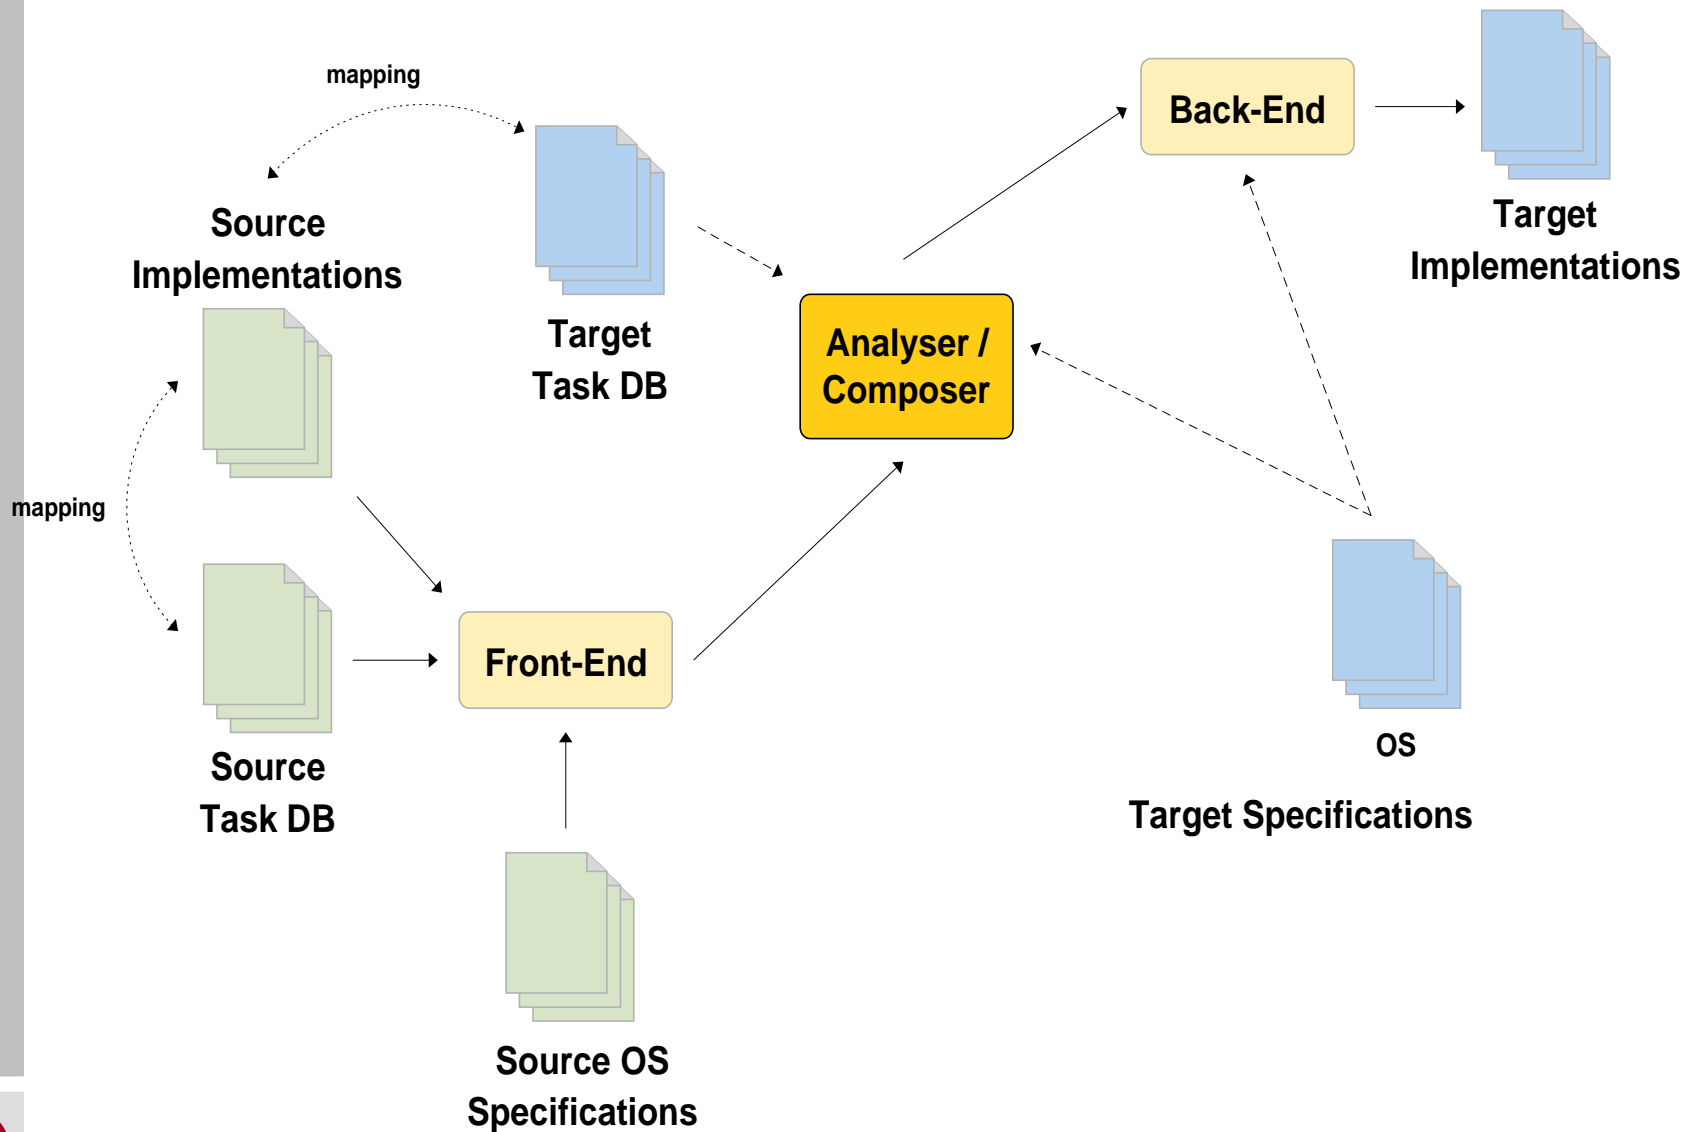 mapping
Back-End
Source
Implementations
Target
Implementations
Target
Task DB
Analyser /
Composer
mapping
Front-End
Source
Task DB
OS
Target Specifications
Source OS
Specifications